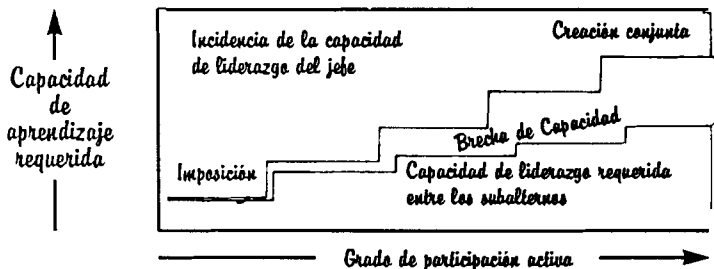 Capacidad
de
aprendizaje
requerida
Incidencia de la capacidad
de liderazgo del jefe
Creación conjunta
Brecha de Capacidad
Imposición
Capacidad de liderazgo requerida
entre los subalternos
Grado de participación activa